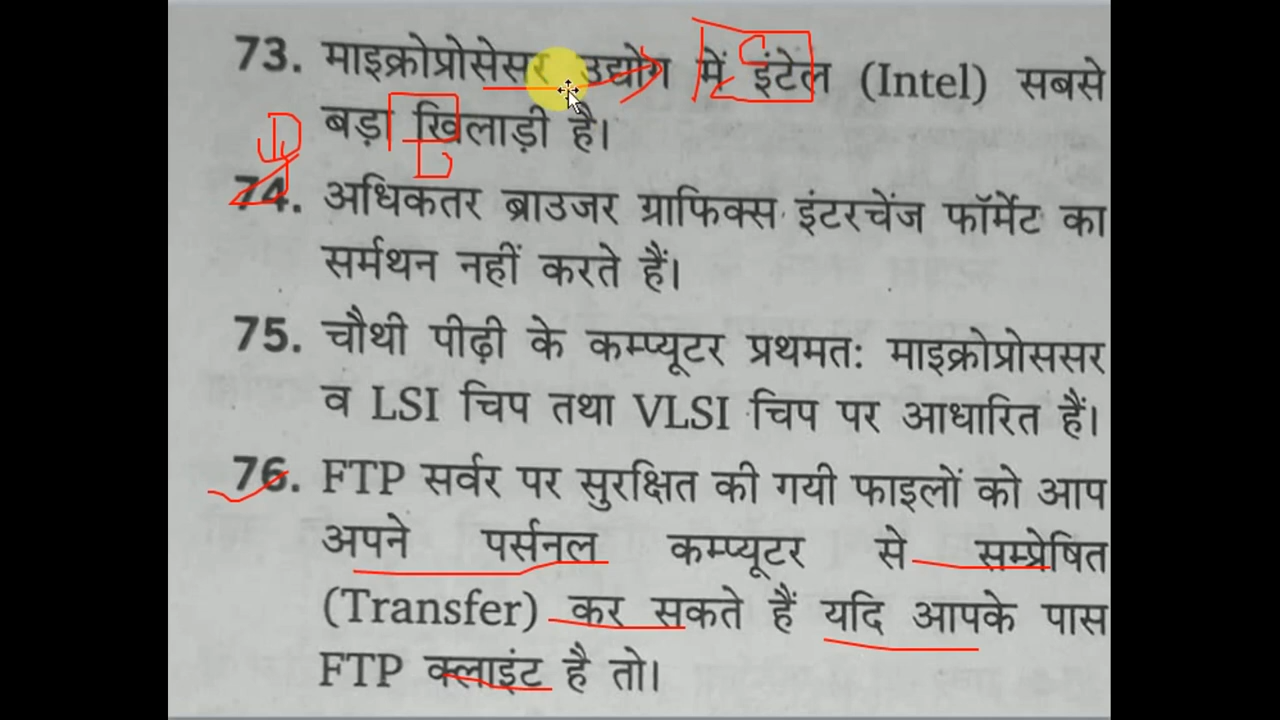 73. माइक्रोप्रोसेसर उद्योग में इंटेल (Intel) सबसे
बड़ा खिलाड़ी है।
74. अधिकतर ब्राउजर ग्राफिक्स इंटरचेंज फॉर्मेट का
सर्मथन नहीं करते हैं।
75. चौथी पीढ़ी के कम्प्यूटर प्रथमतः माइक्रोप्रोससर
व LSI चिप तथा VLSI चिप पर आधारित हैं।
76. FTP सर्वर पर सुरक्षित की गयी फाइलों को आप
अपने पर्सनल कम्प्यूटर से सम्प्रेषित
(Transfer) कर सकते हैं यदि आपके पास
FTP क्लाइंट है तो।